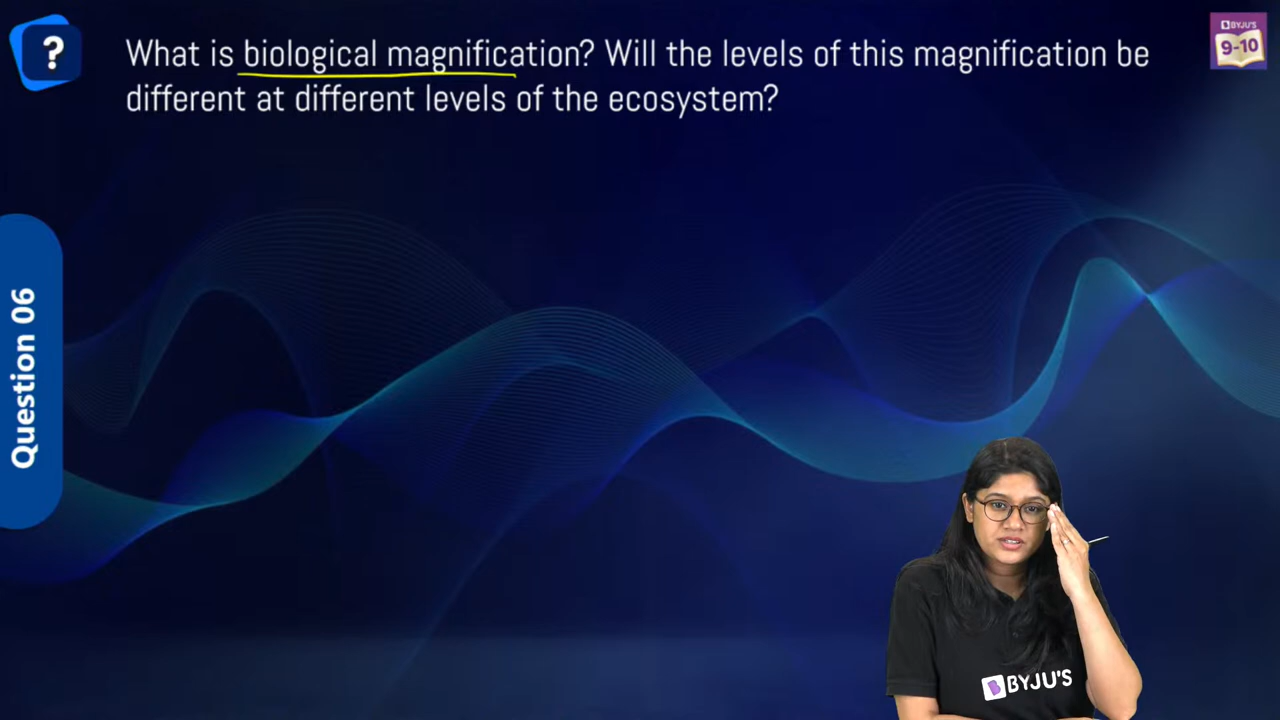 ?
What is biological magnification? Will the levels of this magnification be
different at different levels of the ecosystem?
BYJU'S
9-10
Question 06
BYJU'S